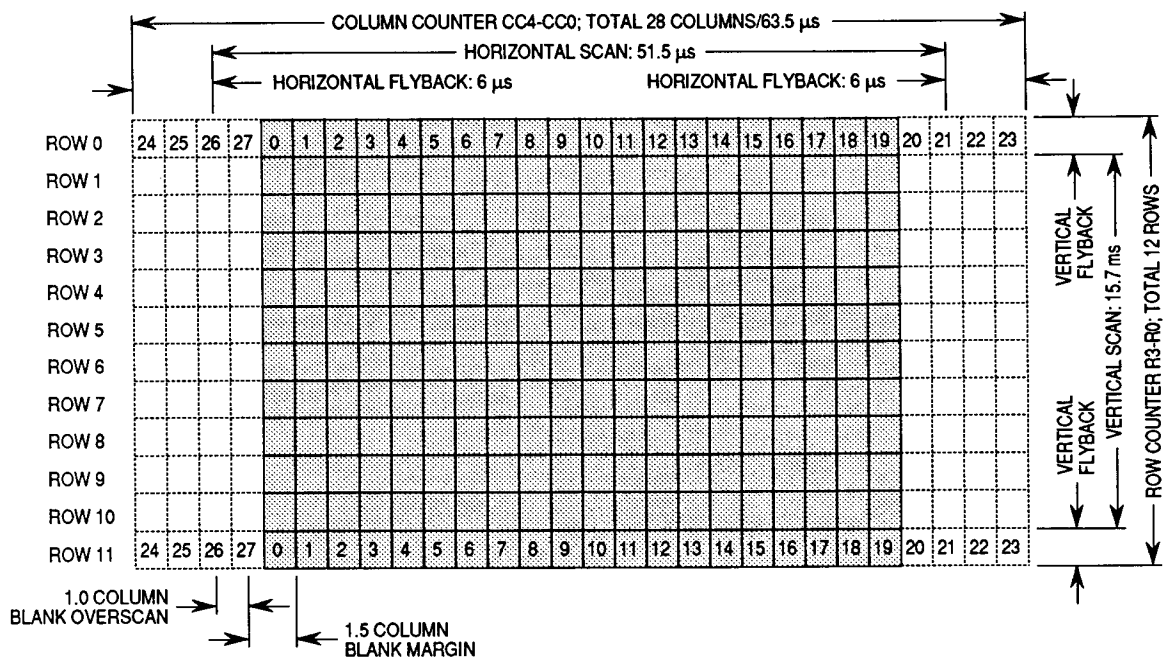 COLUMN COUNTER CC4-CC0; TOTAL 28 COLUMNS/63.5 µs
HORIZONTAL SCAN: 51.5 µs
HORIZONTAL FLYBACK: 6 µs
HORIZONTAL FLYBACK: 6 µs
ROW 0 24 25 26 27 0 1 2 3 4 5 6 7 8 9 10 11 12 13 14 15 16 17 18 19 20 21 22 23
ROW 1
ROW 2
ROW 3
ROW 4
ROW 5
ROW 6
ROW 7
ROW 8
ROW 9
ROW 10
ROW 11 24 25 26 27 0 1 2 3 4 5 6 7 8 9 10 11 12 13 14 15 16 17 18 19 20 21 22 23
VERTICAL
FLYBACK
VERTICAL
FLYBACK
VERTICAL SCAN: 15.7 ms
ROW COUNTER R3-R0; TOTAL 12 ROWS
1.0 COLUMN
BLANK OVERSCAN
1.5 COLUMN
BLANK MARGIN